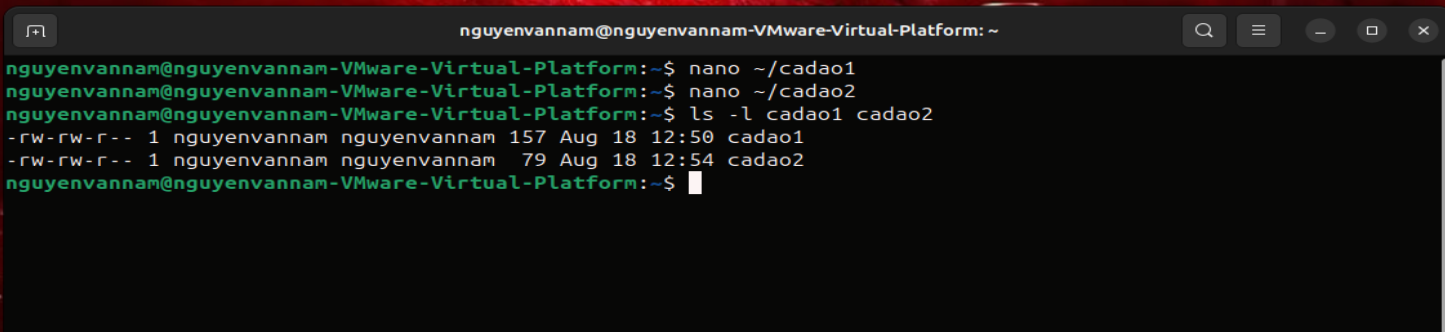 nguyenvannam@nguyenvannam-VMware-Virtual-Platform: ~
nguyenvannam@nguyenvannam-VMware-Virtual-Platform:~$ nano ~/cadao1
nguyenvannam@nguyenvannam-VMware-Virtual-Platform:~$ nano ~/cadao2
nguyenvannam@nguyenvannam-VMware-Virtual-Platform:~$ ls -l cadao1 cadao2
-rw-rw-r-- 1 nguyenvannam nguyenvannam 157 Aug 18 12:50 cadao1
-rw-rw-r-- 1 nguyenvannam nguyenvannam  79 Aug 18 12:54 cadao2
nguyenvannam@nguyenvannam-VMware-Virtual-Platform:~$